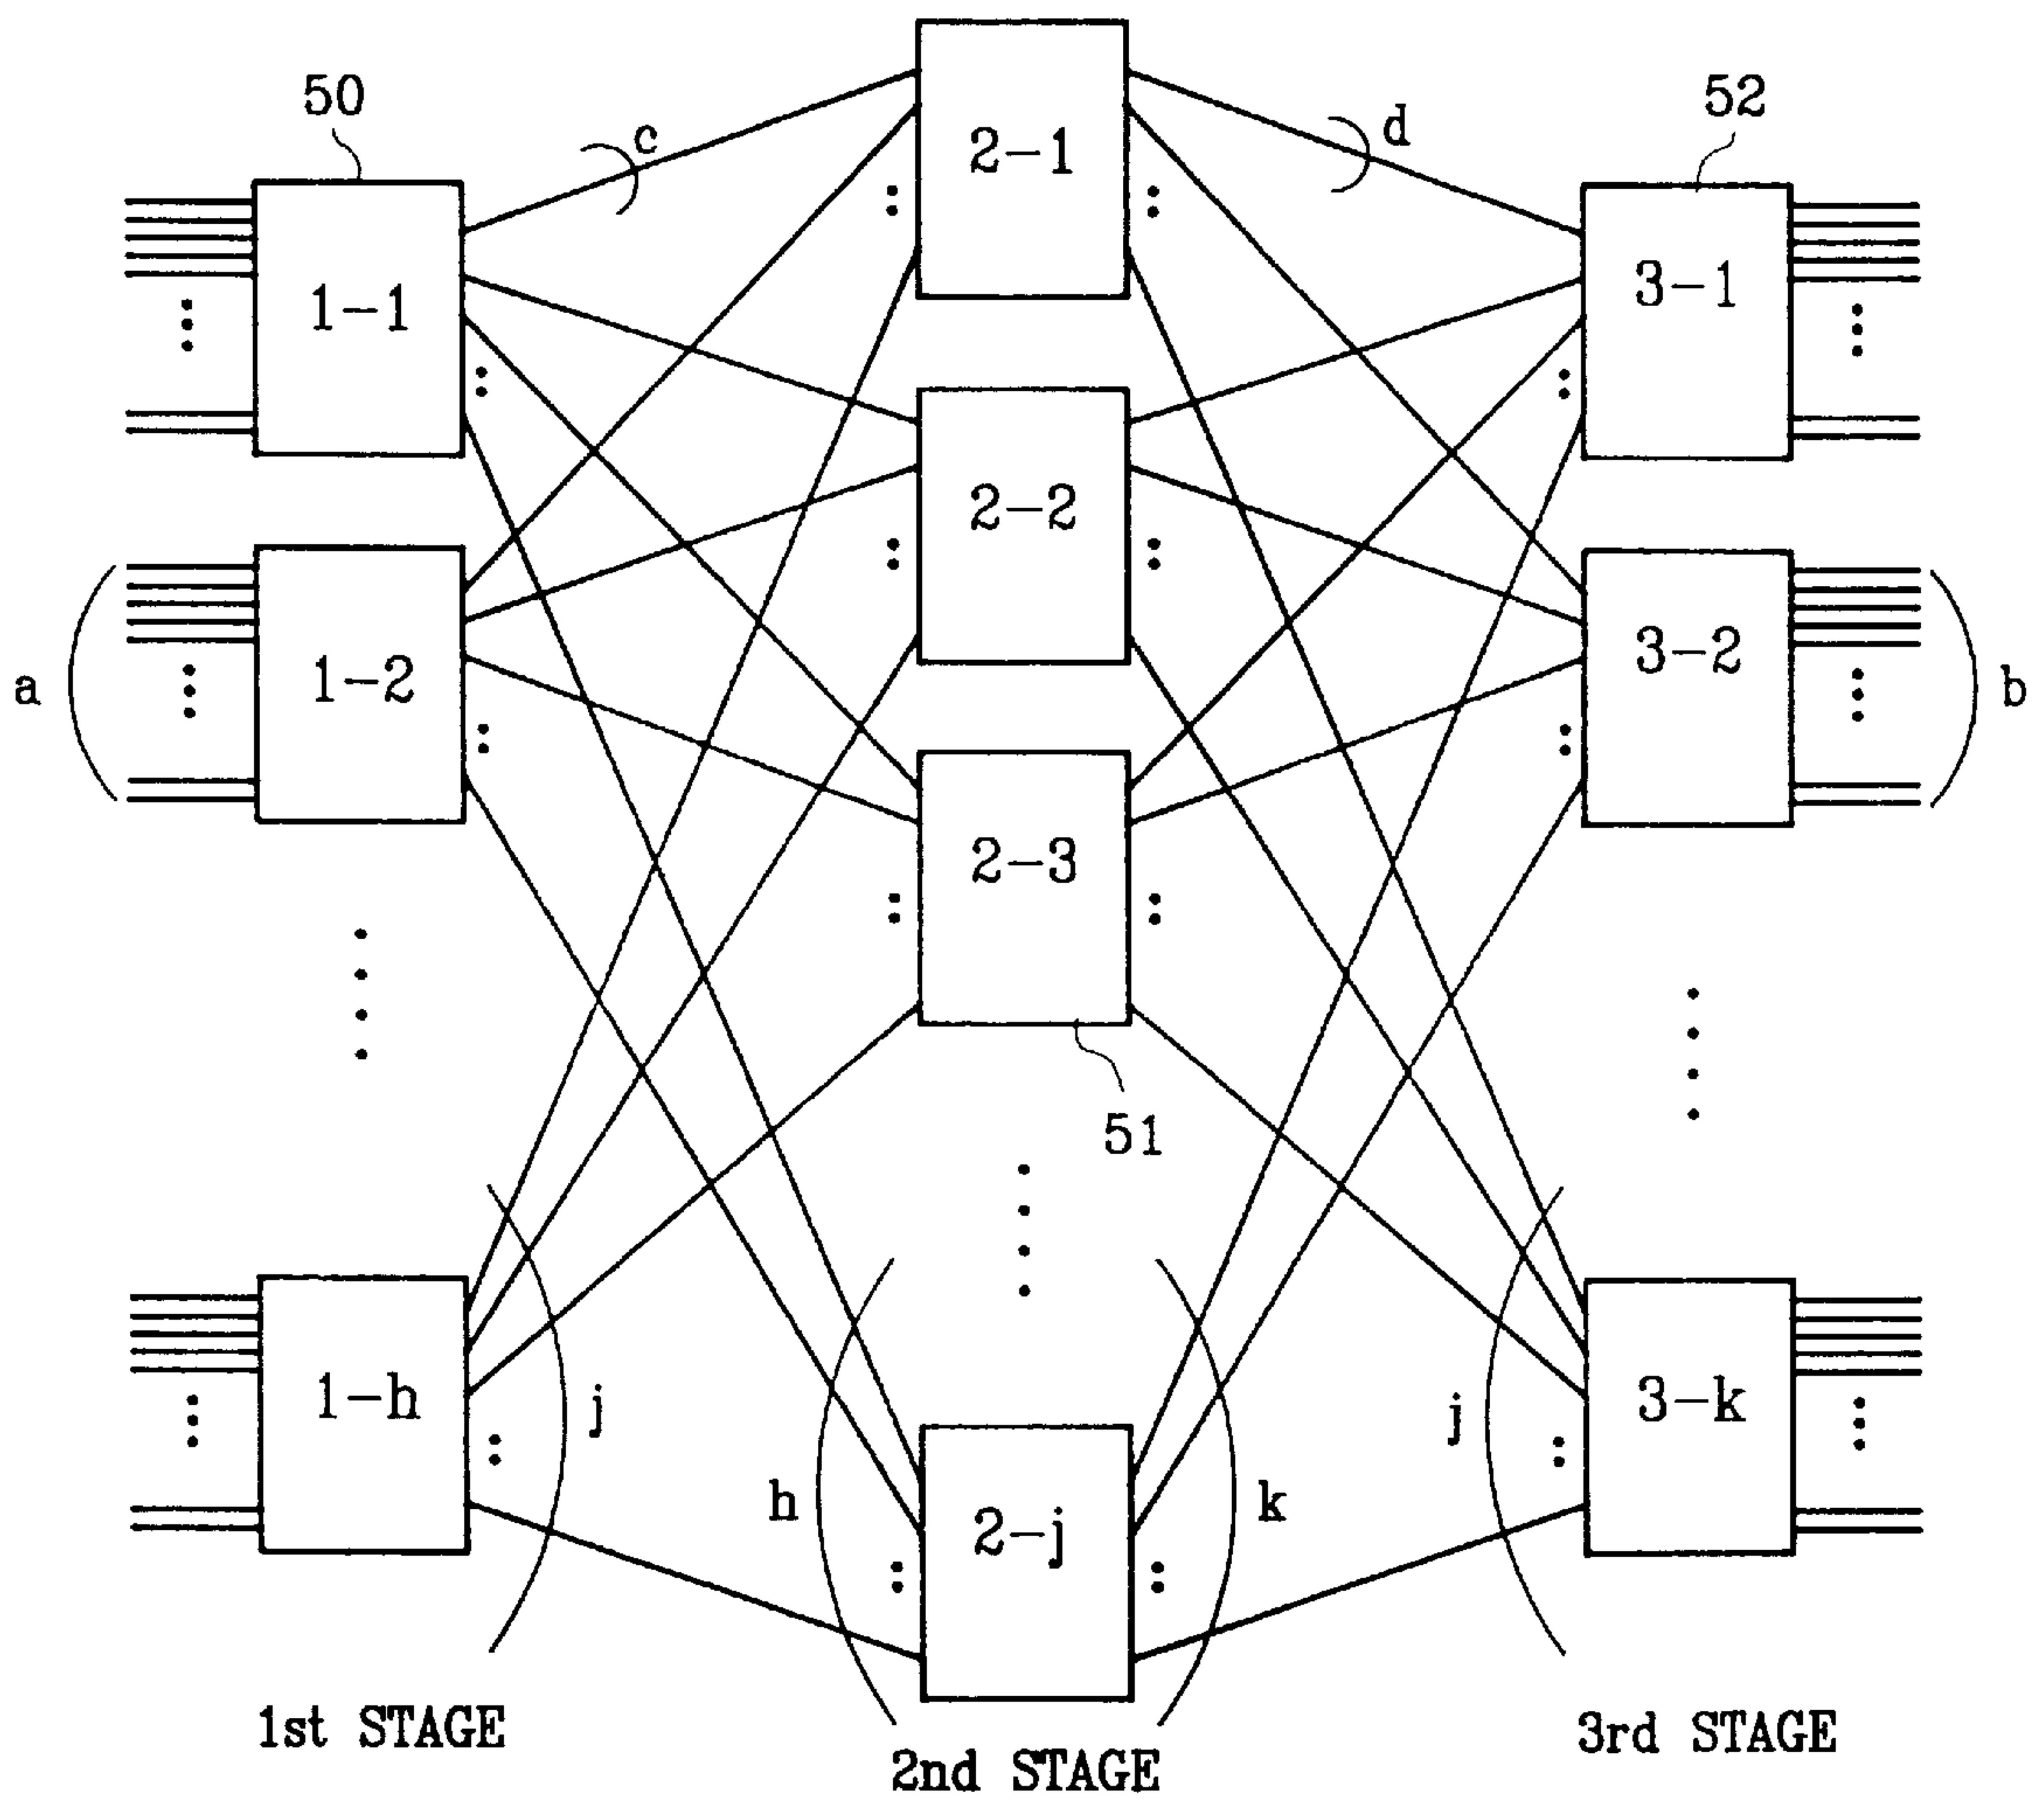 50
c
2-1
d
52
1-1
3-1
2-2
a
1-2
3-2
b
2-3
51
1-h
j
h
2-j
k
j
3-k
1st STAGE
2nd STAGE
3rd STAGE